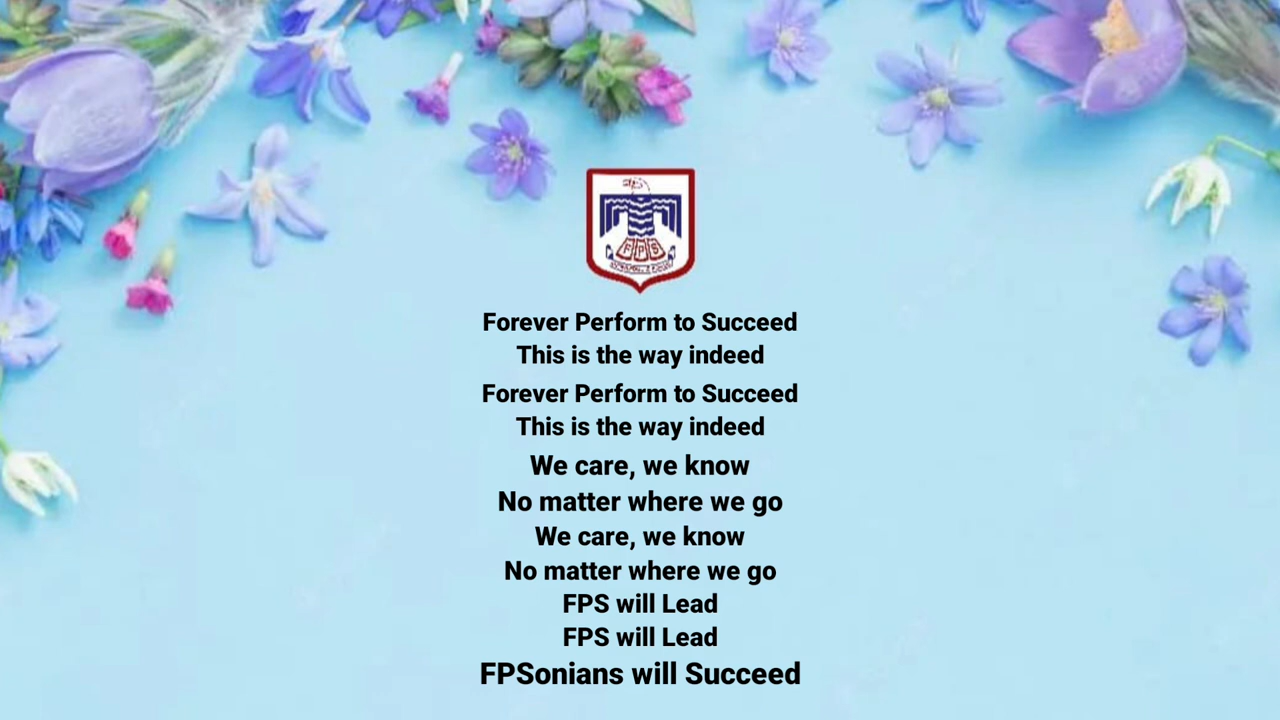 FPS
Forever Perform to Succeed
This is the way indeed
Forever Perform to Succeed
This is the way indeed
We care, we know
No matter where we go
We care, we know
No matter where we go
FPS will Lead
FPS will Lead
FPSonians will Succeed